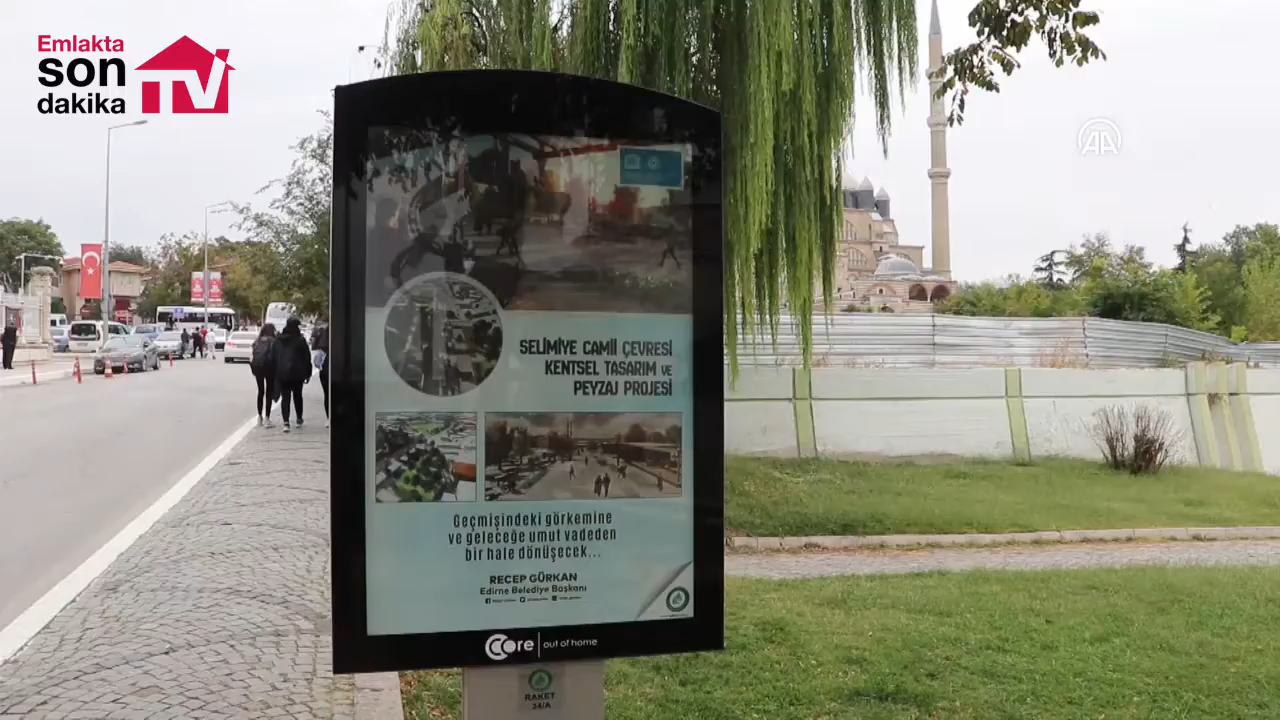 Emlakta
son
dakika
TV
AA
SELİMİYE CAMİİ ÇEVRESİ
KENTSEL TASARIM VE
PEYZAJ PROJESİ
Geçmişindeki görkemine
ve geleceğe umut vadeden
bir hale dönüşecek...
RECEP GÜRKAN
Edirne Belediye Başkanı
Core out of home
RAKET
34/A